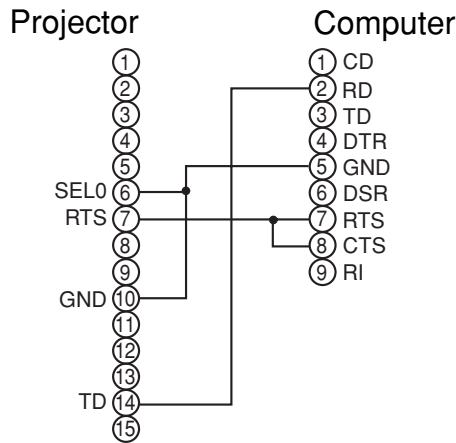 Projector Computer
1 1 CD
2 2 RD
3 3 TD
4 4 DTR
5 5 GND
SEL0 6 6 DSR
RTS 7 7 RTS
8 8 CTS
9 9 RI
GND 10
11
12
13
TD 14
15